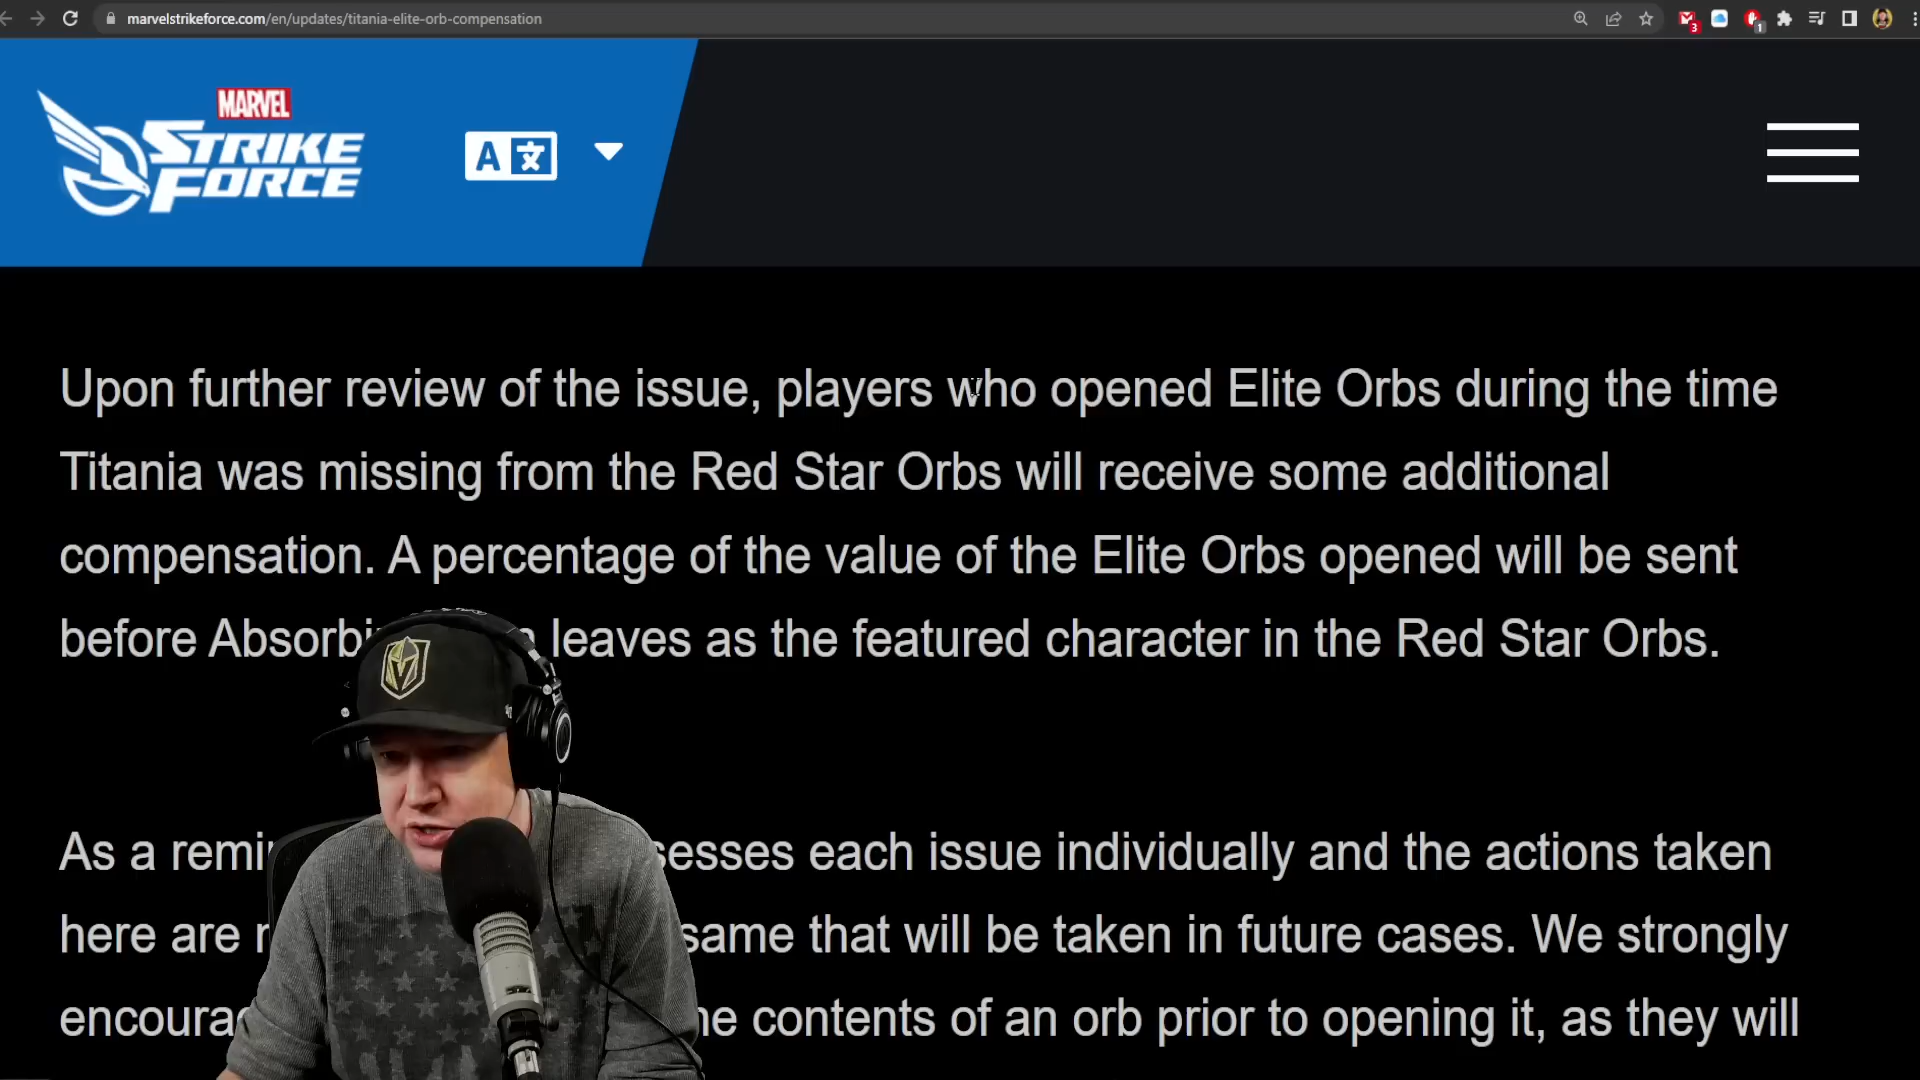 marvelstrikeforce.com/en/updates/titania-elite-orb-compensation
3
1
MARVEL
STRIKE
FORCE
A 文
Upon further review of the issue, players who opened Elite Orbs during the time
Titania was missing from the Red Star Orbs will receive some additional
compensation. A percentage of the value of the Elite Orbs opened will be sent
before leaves as the featured character in the Red Star Orbs.
As a each issue individually and the actions taken
here are same that will be taken in future cases. We strongly
contents of an orb prior to opening it, as they will